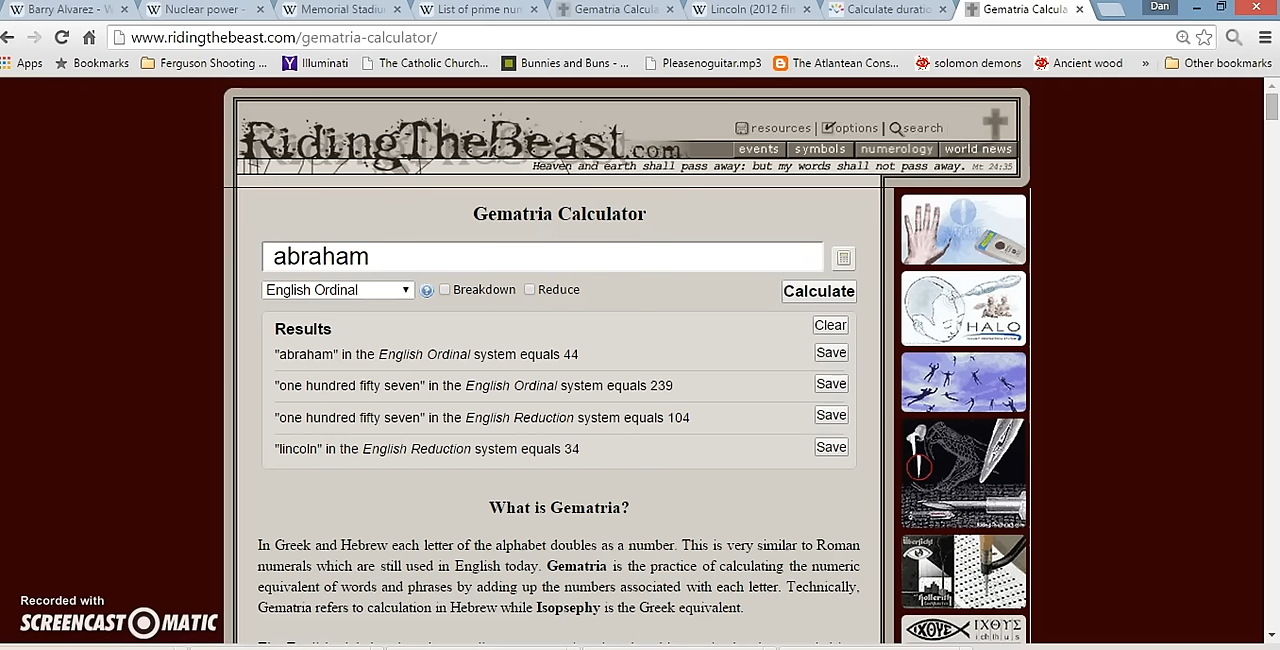 Barry Alvarez - W
Nuclear power -
Memorial Stadiu
List of prime num
Gematria Calcula
Lincoln (2012 film
Calculate duratio
Gematria Calcula
Dan
www.ridingthebeast.com/gematria-calculator/
Apps
Bookmarks
Ferguson Shooting ...
Illuminati
The Catholic Church...
Bunnies and Buns - ...
Pleasenoguitar.mp3
The Atlantean Cons...
solomon demons
Ancient wood
»
Other bookmarks
RidingTheBeast.com
resources | options | search
events | symbols | numerology | world news
Heaven and earth shall pass away: but my words shall not pass away. Mt 24:35
Gematria Calculator
abraham
English Ordinal
Breakdown
Reduce
Calculate
Results
Clear
"abraham" in the English Ordinal system equals 44
Save
"one hundred fifty seven" in the English Ordinal system equals 239
Save
"one hundred fifty seven" in the English Reduction system equals 104
Save
"lincoln" in the English Reduction system equals 34
Save
What is Gematria?
In Greek and Hebrew each letter of the alphabet doubles as a number. This is very similar to Roman
numerals which are still used in English today. Gematria is the practice of calculating the numeric
equivalent of words and phrases by adding up the numbers associated with each letter. Technically,
Gematria refers to calculation in Hebrew while Isopsephy is the Greek equivalent.
VERICHIP
HALO
Übersicht
Hollerith
ΙΧΘΥΣ
ΙΧΘΥΣ
ichthus
Recorded with
SCREENCAST-O-MATIC